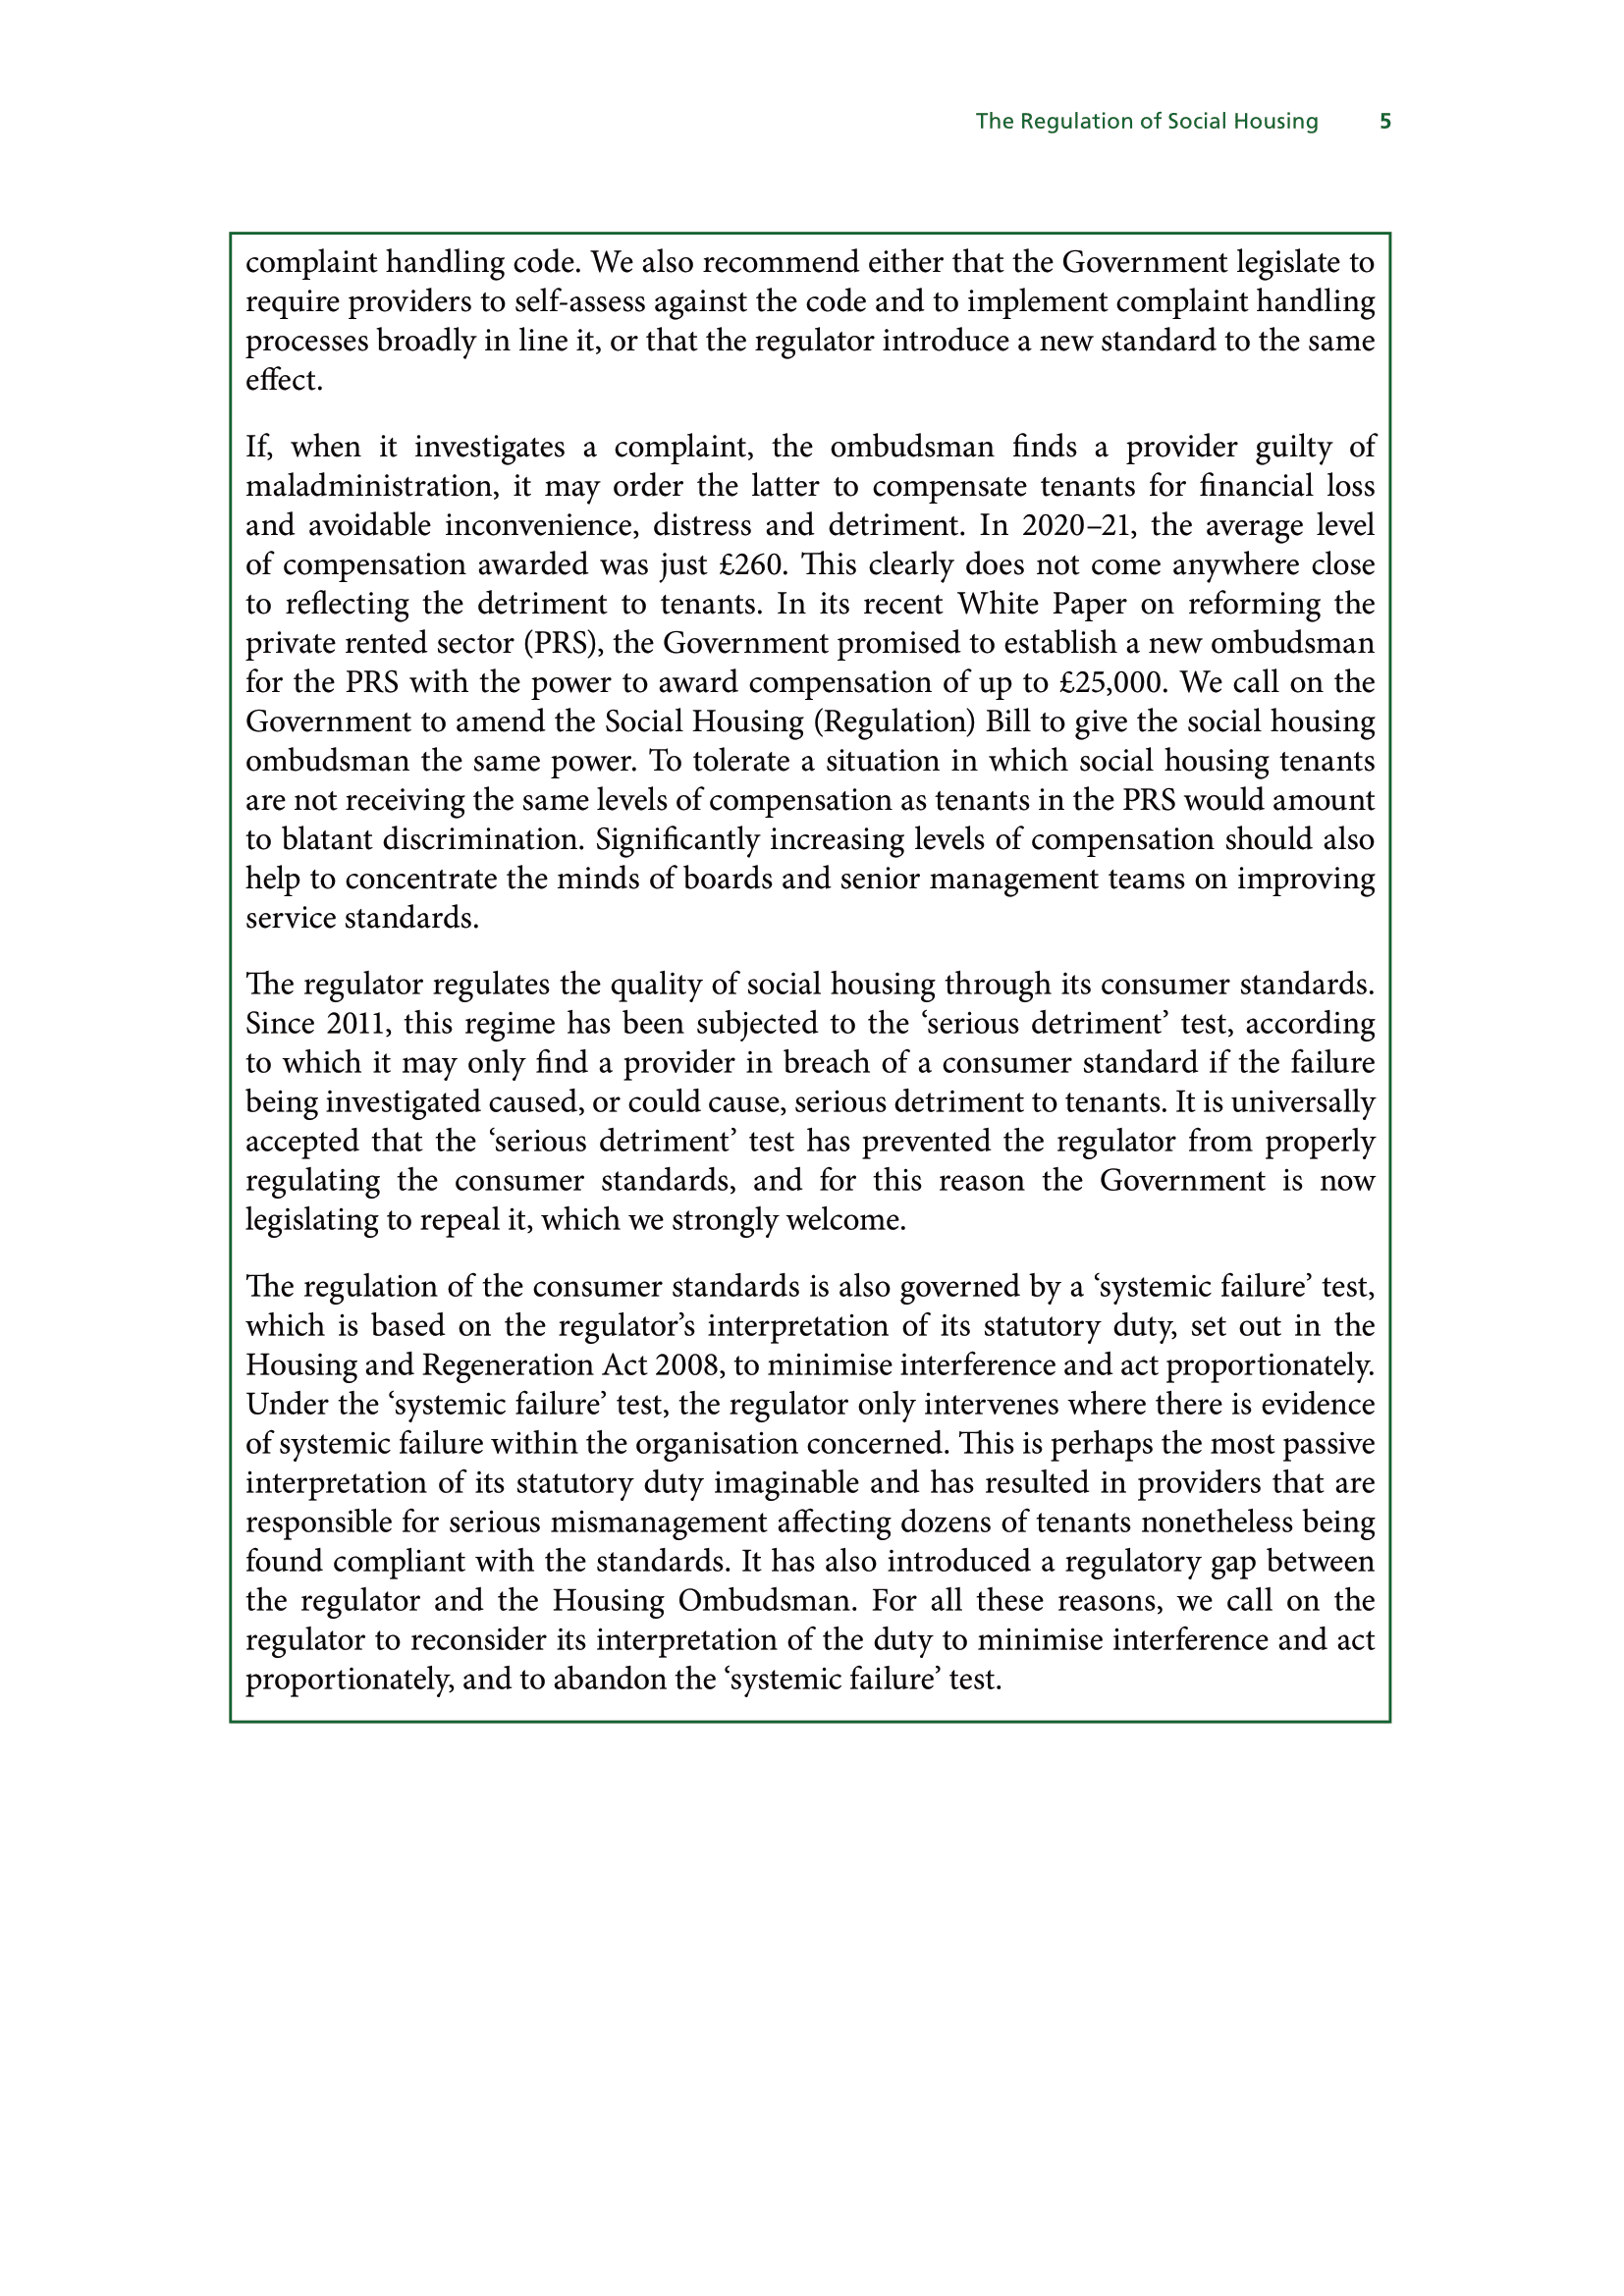 The Regulation of Social Housing 5
complaint handling code. We also recommend either that the Government legislate to
require providers to self-assess against the code and to implement complaint handling
processes broadly in line it, or that the regulator introduce a new standard to the same
effect.
If, when it investigates a complaint, the ombudsman finds a provider guilty of
maladministration, it may order the latter to compensate tenants for financial loss
and avoidable inconvenience, distress and detriment. In 2020–21, the average level
of compensation awarded was just £260. This clearly does not come anywhere close
to reflecting the detriment to tenants. In its recent White Paper on reforming the
private rented sector (PRS), the Government promised to establish a new ombudsman
for the PRS with the power to award compensation of up to £25,000. We call on the
Government to amend the Social Housing (Regulation) Bill to give the social housing
ombudsman the same power. To tolerate a situation in which social housing tenants
are not receiving the same levels of compensation as tenants in the PRS would amount
to blatant discrimination. Significantly increasing levels of compensation should also
help to concentrate the minds of boards and senior management teams on improving
service standards.
The regulator regulates the quality of social housing through its consumer standards.
Since 2011, this regime has been subjected to the ‘serious detriment’ test, according
to which it may only find a provider in breach of a consumer standard if the failure
being investigated caused, or could cause, serious detriment to tenants. It is universally
accepted that the ‘serious detriment’ test has prevented the regulator from properly
regulating the consumer standards, and for this reason the Government is now
legislating to repeal it, which we strongly welcome.
The regulation of the consumer standards is also governed by a ‘systemic failure’ test,
which is based on the regulator’s interpretation of its statutory duty, set out in the
Housing and Regeneration Act 2008, to minimise interference and act proportionately.
Under the ‘systemic failure’ test, the regulator only intervenes where there is evidence
of systemic failure within the organisation concerned. This is perhaps the most passive
interpretation of its statutory duty imaginable and has resulted in providers that are
responsible for serious mismanagement affecting dozens of tenants nonetheless being
found compliant with the standards. It has also introduced a regulatory gap between
the regulator and the Housing Ombudsman. For all these reasons, we call on the
regulator to reconsider its interpretation of the duty to minimise interference and act
proportionately, and to abandon the ‘systemic failure’ test.